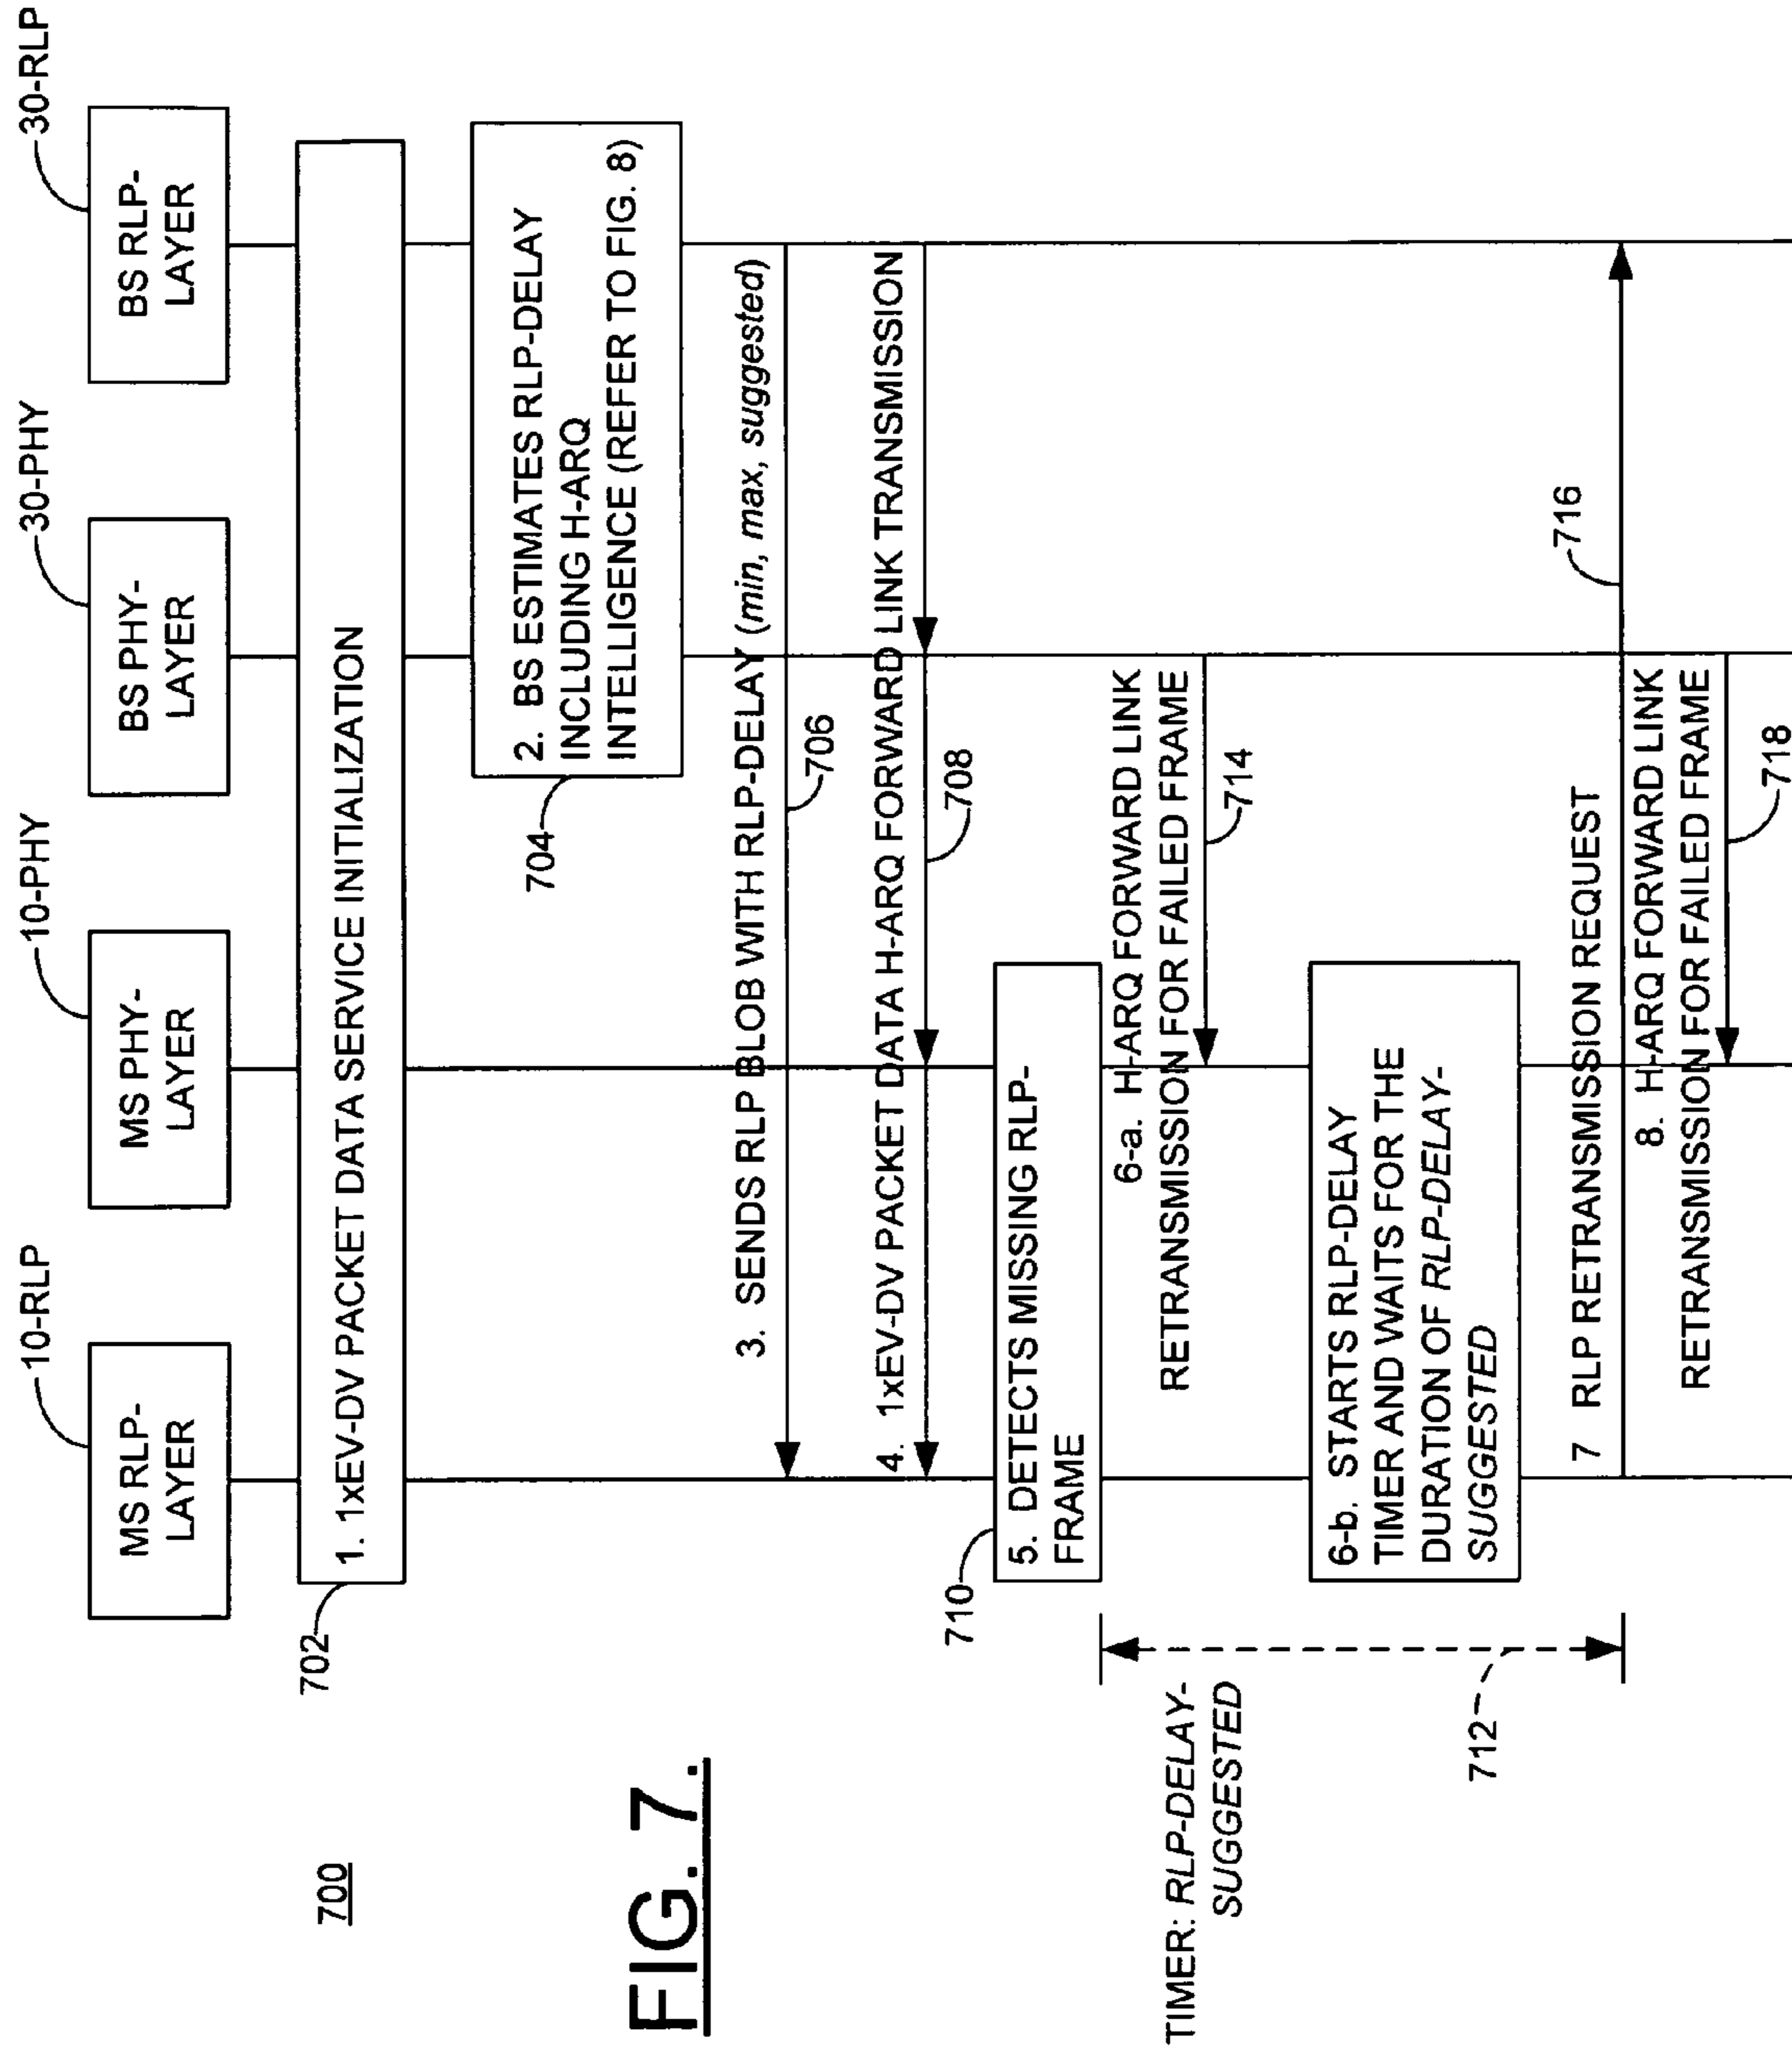 10-RLP
10-PHY
30-PHY
30-RLP
MS RLP-
LAYER
MS PHY-
LAYER
BS PHY-
LAYER
BS RLP-
LAYER
702
1. 1xEV-DV PACKET DATA SERVICE INITIALIZATION
700
704
2. BS ESTIMATES RLP-DELAY
INCLUDING H-ARQ
INTELLIGENCE (REFER TO FIG. 8)
FIG. 7.
3. SENDS RLP BLOB WITH RLP-DELAY (min, max, suggested)
706
4. 1xEV-DV PACKET DATA H-ARQ FORWARD LINK TRANSMISSION
708
710
5. DETECTS MISSING RLP-
FRAME
6-a. H-ARQ FORWARD LINK
RETRANSMISSION FOR FAILED FRAME
714
TIMER: RLP-DELAY-
SUGGESTED
6-b. STARTS RLP-DELAY
TIMER AND WAITS FOR THE
DURATION OF RLP-DELAY-
SUGGESTED
712
7 RLP RETRANSMISSION REQUEST
716
8. H-ARQ FORWARD LINK
RETRANSMISSION FOR FAILED FRAME
718